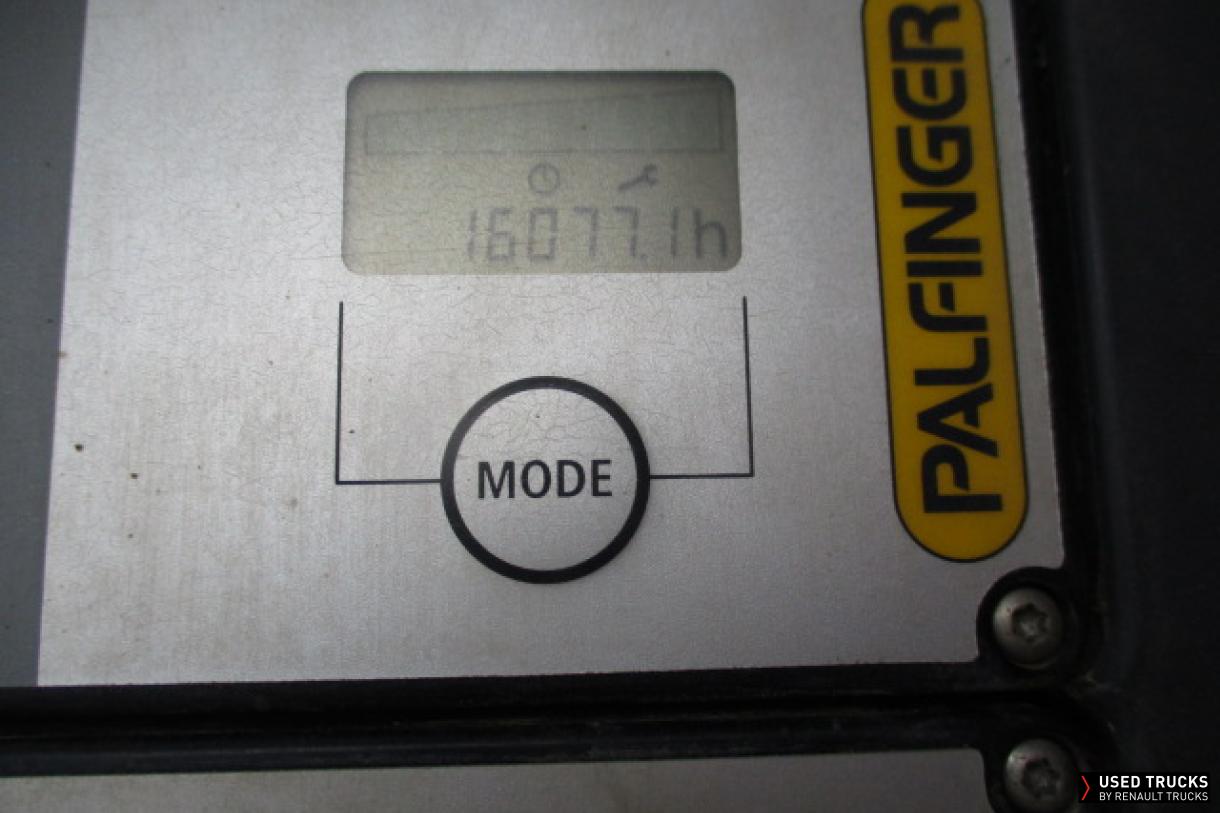 16077.1h
MODE
PALFINGER
USED TRUCKS
BY RENAULT TRUCKS